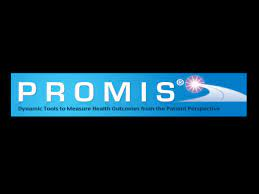 PROMIS®
Dynamic Tools to Measure Health Outcomes from the Patient Perspective